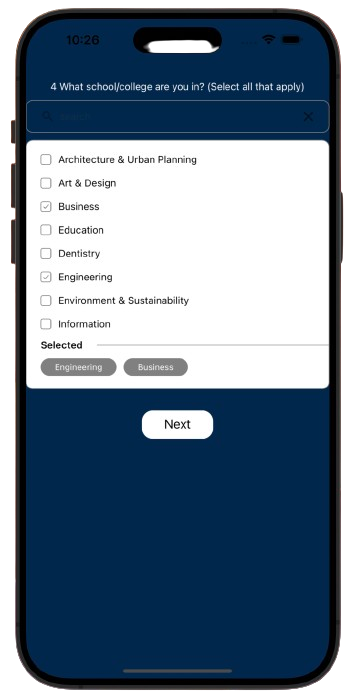 10:26
4 What school/college are you in? (Select all that apply)
Search
Architecture & Urban Planning
Art & Design
Business
Education
Dentistry
Engineering
Environment & Sustainability
Information
Selected
Engineering Business
Next